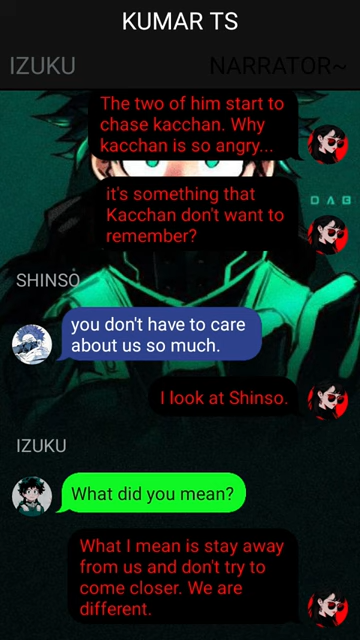 KUMAR TS
IZUKU
NARRATOR~
The two of him start to
chase kacchan. Why
kacchan is so angry...
it's something that
Kacchan don't want to
remember?
DAB
SHINSO
you don't have to care
about us so much.
I look at Shinso.
IZUKU
What did you mean?
What I mean is stay away
from us and don't try to
come closer. We are
different.